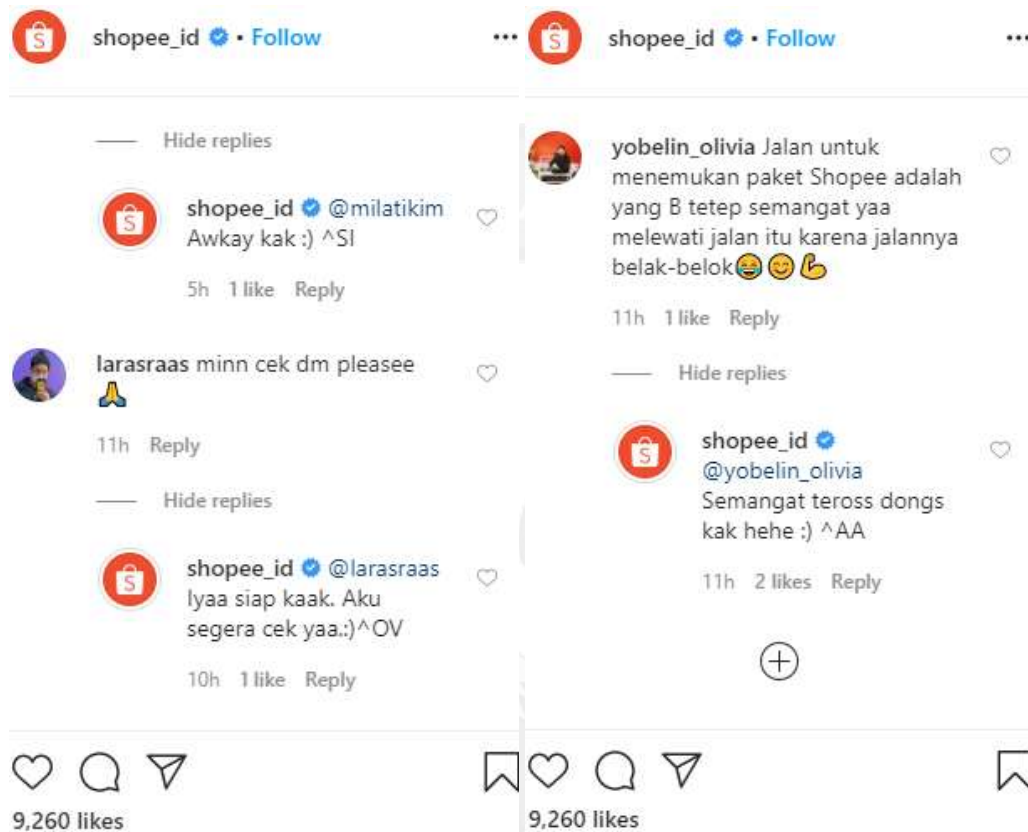 shopee_id • Follow
Hide replies
shopee_id @milatikim
Awkay kak :) ^SI
5h 1 like Reply
larasraas minn cek dm pleasee
🙏
11h Reply
Hide replies
shopee_id @larasraas
Iyaa siap kaak. Aku
segera cek yaa.:)^OV
10h 1 like Reply
9,260 likes
shopee_id • Follow
yobelin_olivia Jalan untuk
menemukan paket Shopee adalah
yang B tetep semangat yaa
melewati jalan itu karena jalannya
belak-belok😂😊💪
11h 1 like Reply
Hide replies
shopee_id
@yobelin_olivia
Semangat teross dongs
kak hehe :) ^AA
11h 2 likes Reply
9,260 likes